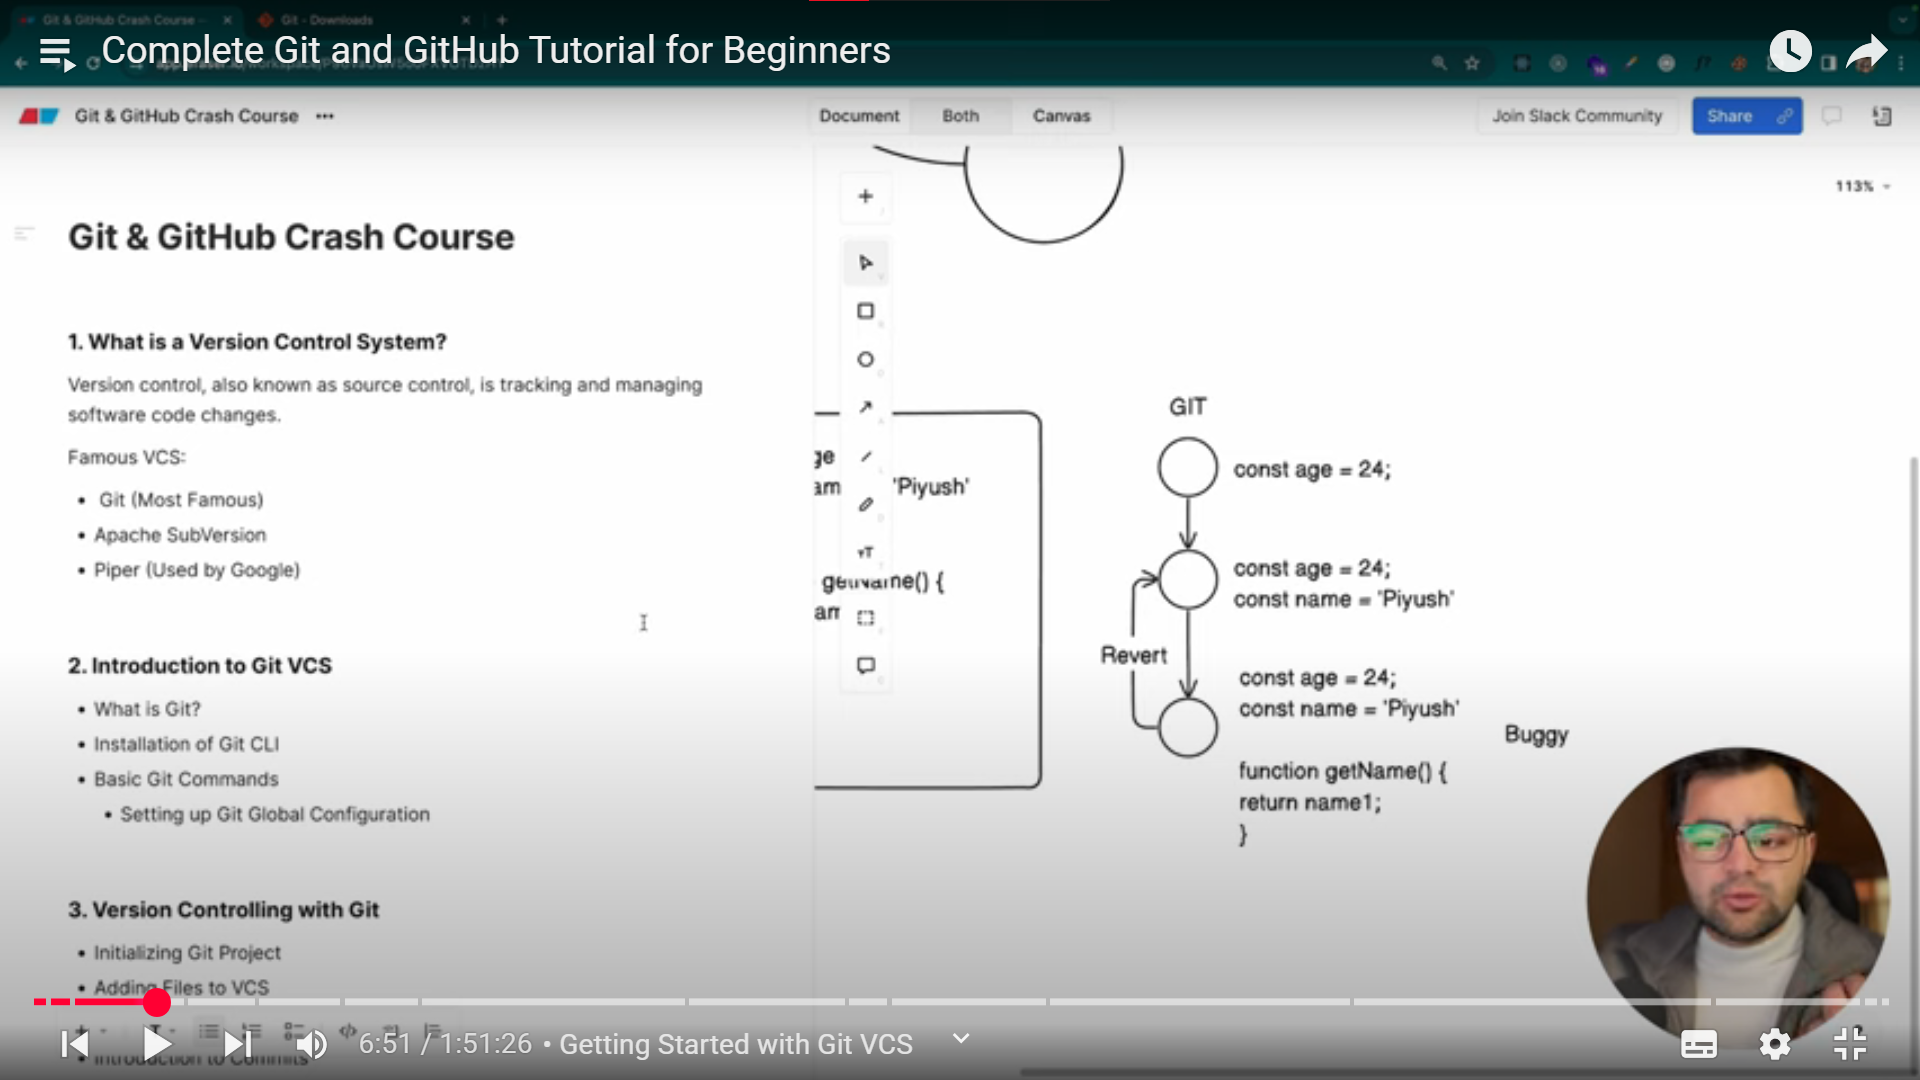 Git & GitHub Crash Course -
Git - Downloads
Complete Git and GitHub Tutorial for Beginners
Git & GitHub Crash Course
Document
Both
Canvas
Join Slack Community
Share
113%
Git & GitHub Crash Course
1. What is a Version Control System?
Version control, also known as source control, is tracking and managing
software code changes.
Famous VCS:
• Git (Most Famous)
• Apache SubVersion
• Piper (Used by Google)
2. Introduction to Git VCS
• What is Git?
• Installation of Git CLI
• Basic Git Commands
• Setting up Git Global Configuration
3. Version Controlling with Git
• Initializing Git Project
• Adding Files to VCS
• Introduction to Commits
ge
am 'Piyush'
getName() {
am
GIT
const age = 24;
const age = 24;
const name = 'Piyush'
Revert
const age = 24;
const name = 'Piyush'
Buggy
function getName() {
return name1;
}
6:51 / 1:51:26 • Getting Started with Git VCS